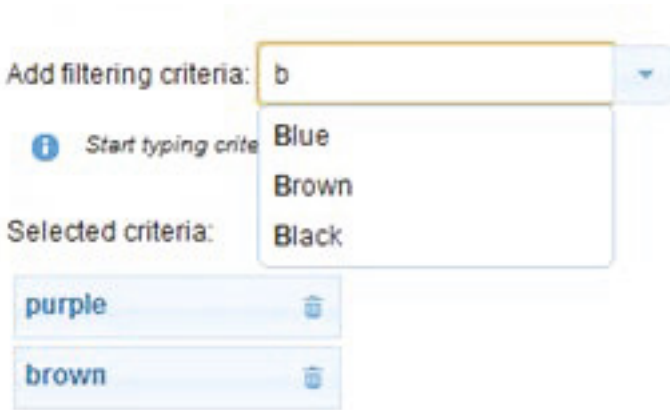 Add filtering criteria: b
Blue
Start typing crite
Brown
Selected criteria:
Black
purple
brown